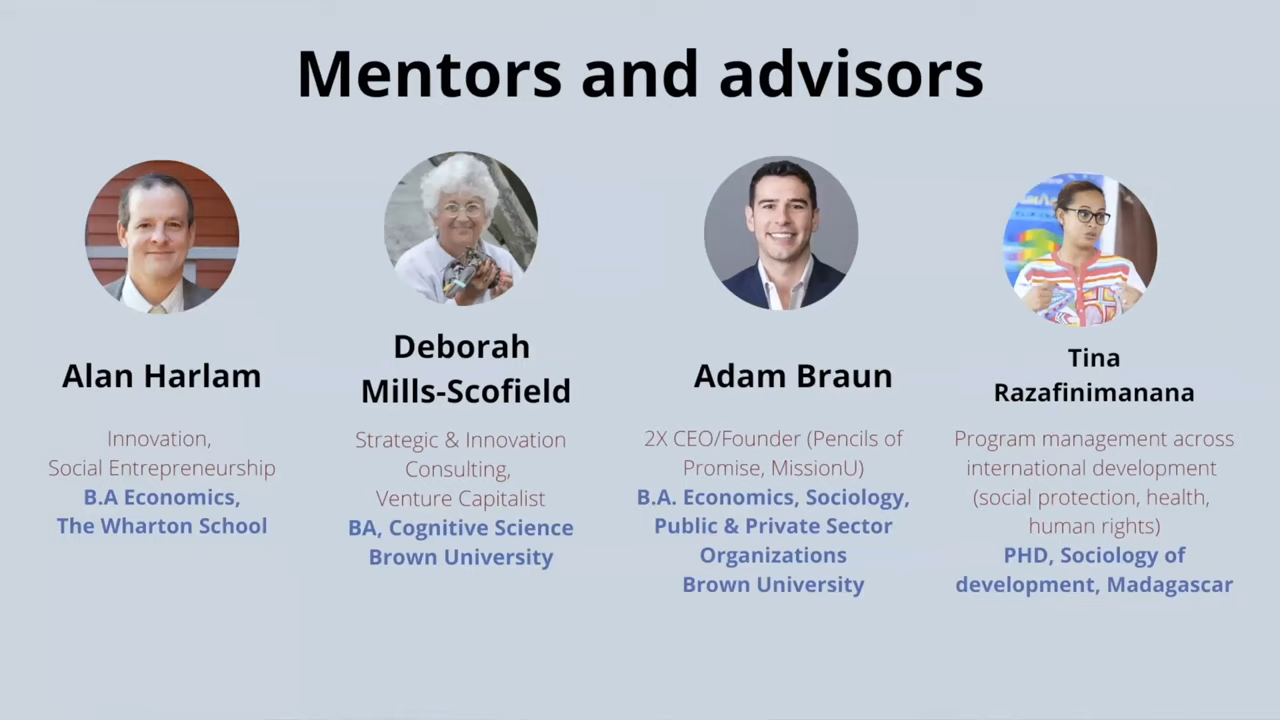 Mentors and advisors
Alan Harlam
Innovation,
Social Entrepreneurship
B.A Economics,
The Wharton School
Deborah
Mills-Scofield
Strategic & Innovation
Consulting,
Venture Capitalist
BA, Cognitive Science
Brown University
Adam Braun
2X CEO/Founder (Pencils of
Promise, MissionU)
B.A. Economics, Sociology,
Public & Private Sector
Organizations
Brown University
Tina
Razafinimanana
Program management across
international development
(social protection, health,
human rights)
PHD, Sociology of
development, Madagascar